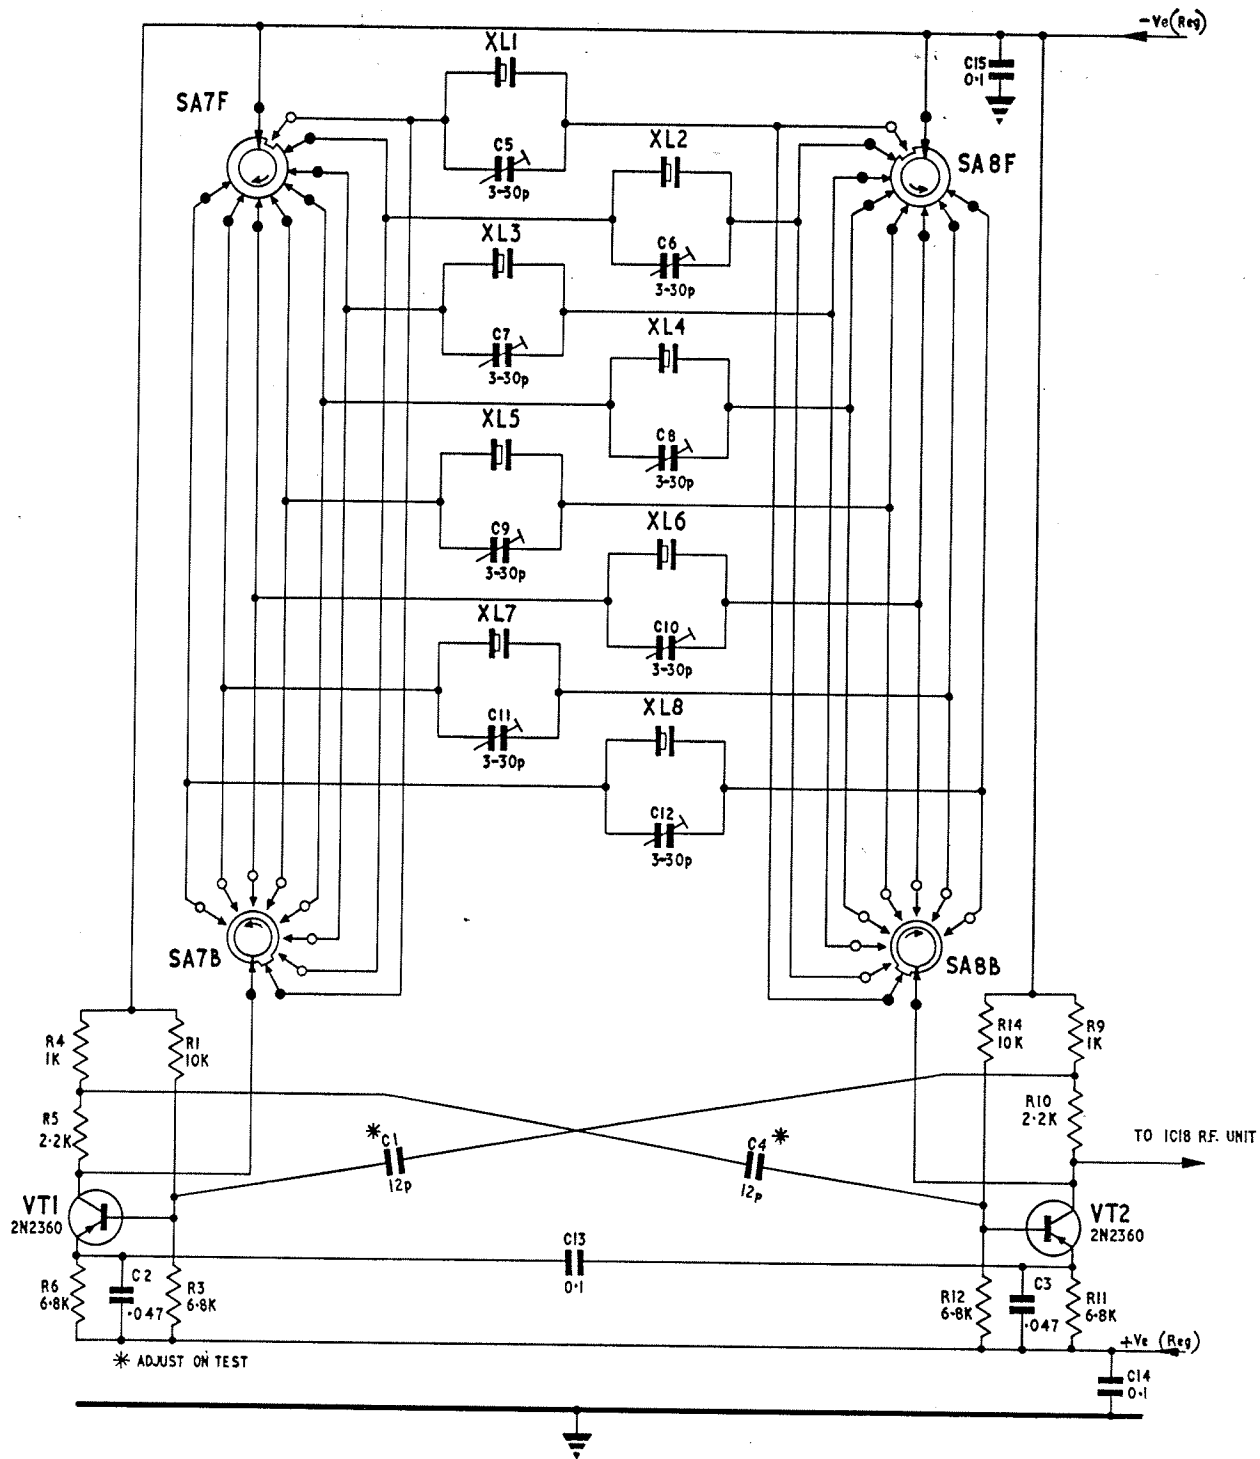 -Ve(Reg)
XL1
C15
0·1
SA7F
C5
3-30p
XL2
SA8F
XL3
C6
3-30p
C7
3-30p
XL4
XL5
C8
3-30p
C9
3-30p
XL6
XL7
C10
3-30p
C11
3-30p
XL8
C12
3-30p
SA7B
SA8B
R4
1K
R1
10K
R14
10K
R9
1K
R5
2·2K
R10
2·2K
* C1
12p
C4 *
12p
TO IC18 R.F. UNIT
VT1
2N2360
VT2
2N2360
C13
0·1
R6
6·8K
C2
·047
R3
6·8K
R12
6·8K
C3
·047
R11
6·8K
+Ve (Reg)
* ADJUST ON TEST
C14
0·1